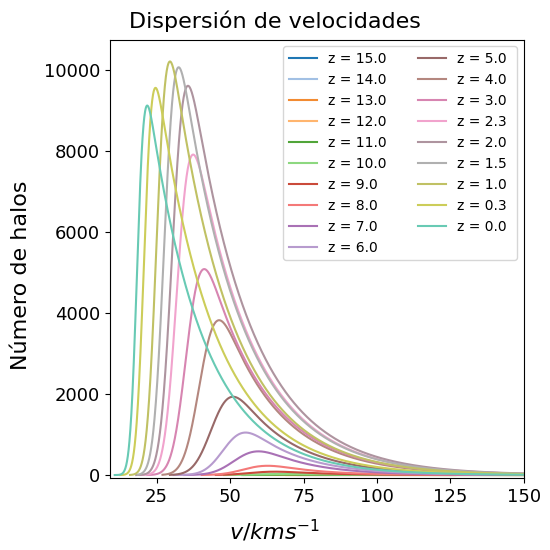 Dispersión de velocidades
Número de halos
10000
8000
6000
4000
2000
0
z = 15.0
z = 14.0
z = 13.0
z = 12.0
z = 11.0
z = 10.0
z = 9.0
z = 8.0
z = 7.0
z = 6.0
z = 5.0
z = 4.0
z = 3.0
z = 2.3
z = 2.0
z = 1.5
z = 1.0
z = 0.3
z = 0.0
25 50 75 100 125 150
v/kms⁻¹